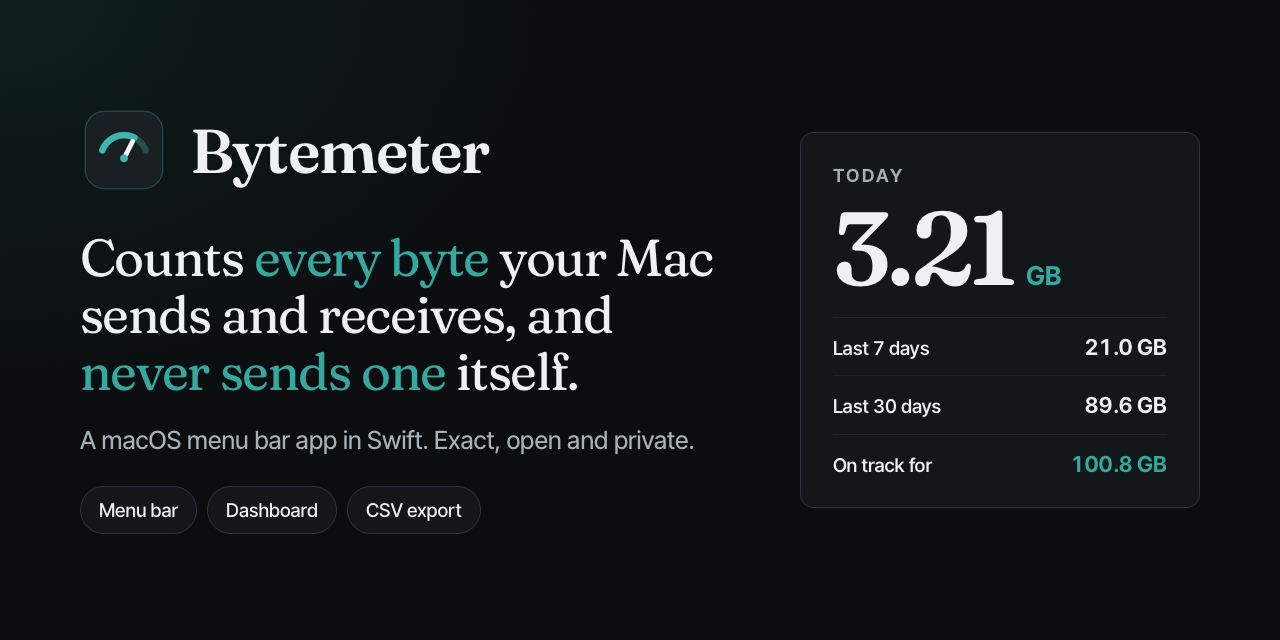 Bytemeter
Counts every byte your Mac
sends and receives, and
never sends one itself.
A macOS menu bar app in Swift. Exact, open and private.
Menu bar
Dashboard
CSV export
TODAY
3.21 GB
Last 7 days 21.0 GB
Last 30 days 89.6 GB
On track for 100.8 GB